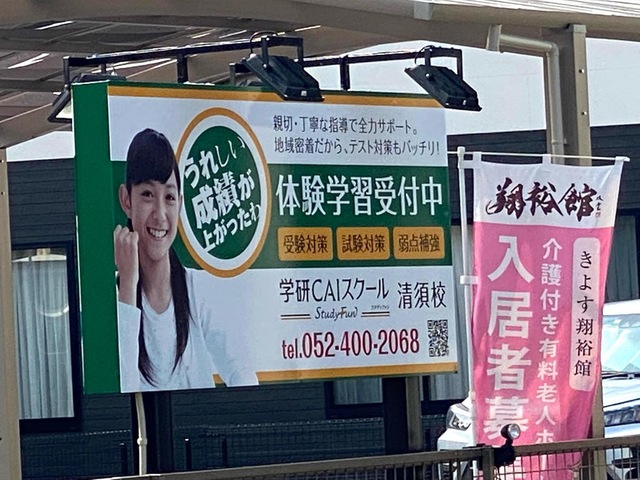 親切・丁寧な指導で全力サポート。
地域密着だから、テスト対策もバッチリ!
うれしい
成績が
上がったわ
体験学習受付中
受験対策 試験対策 弱点補強
学研CAIスクール 清須校
StudyFun
スタディファン
tel.052-400-2068
翔裕館
きよす翔裕館
介護付き有料老人ホ
入居者募